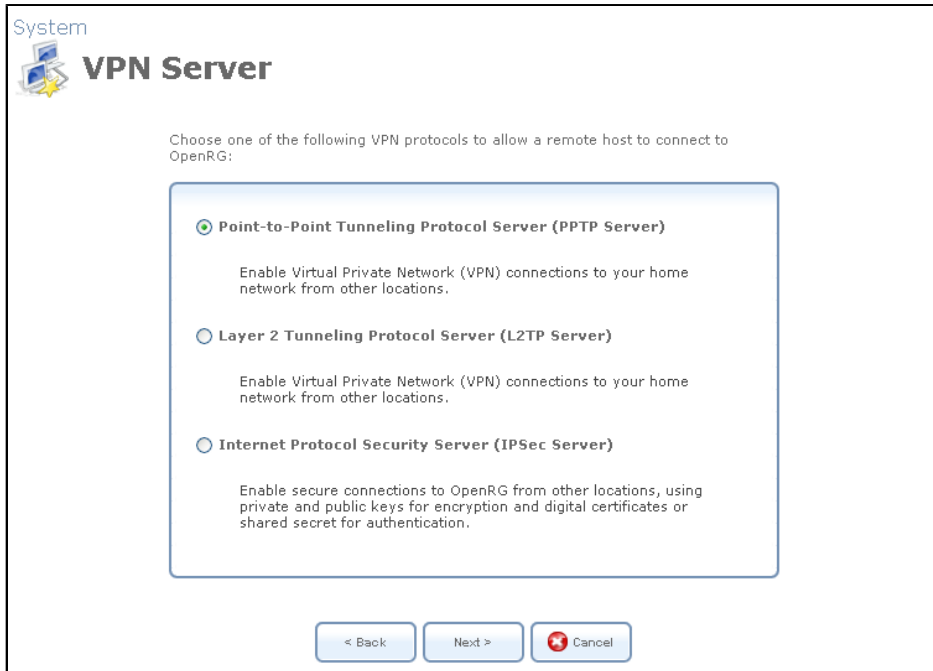 System
VPN Server
Choose one of the following VPN protocols to allow a remote host to connect to
OpenRG:
Point-to-Point Tunneling Protocol Server (PPTP Server)
Enable Virtual Private Network (VPN) connections to your home
network from other locations.
Layer 2 Tunneling Protocol Server (L2TP Server)
Enable Virtual Private Network (VPN) connections to your home
network from other locations.
Internet Protocol Security Server (IPSec Server)
Enable secure connections to OpenRG from other locations, using
private and public keys for encryption and digital certificates or
shared secret for authentication.
< Back Next > Cancel